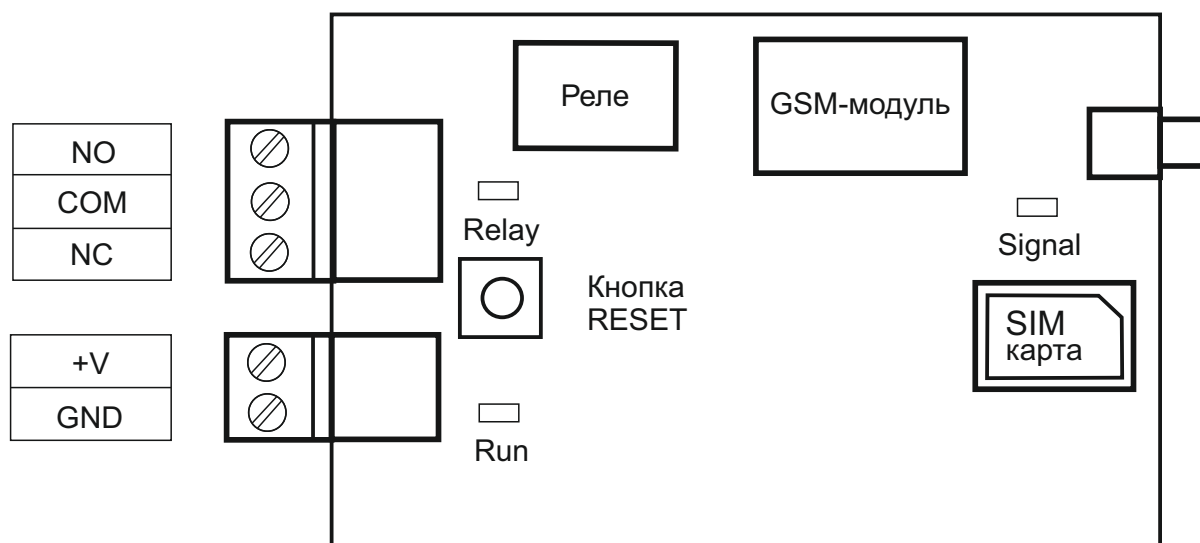 Реле
GSM-модуль
NO
COM
NC
Relay
Signal
Кнопка
RESET
SIM
карта
+V
GND
Run